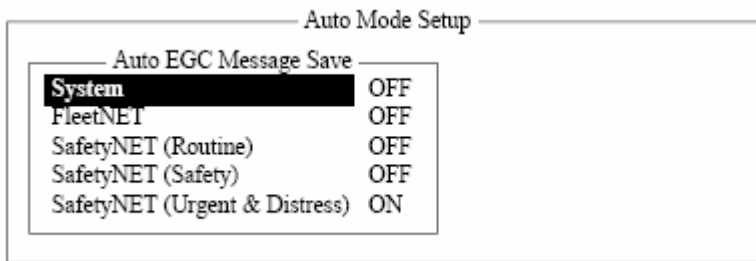 Auto Mode Setup
Auto EGC Message Save
System OFF
FleetNET OFF
SafetyNET (Routine) OFF
SafetyNET (Safety) OFF
SafetyNET (Urgent & Distress) ON